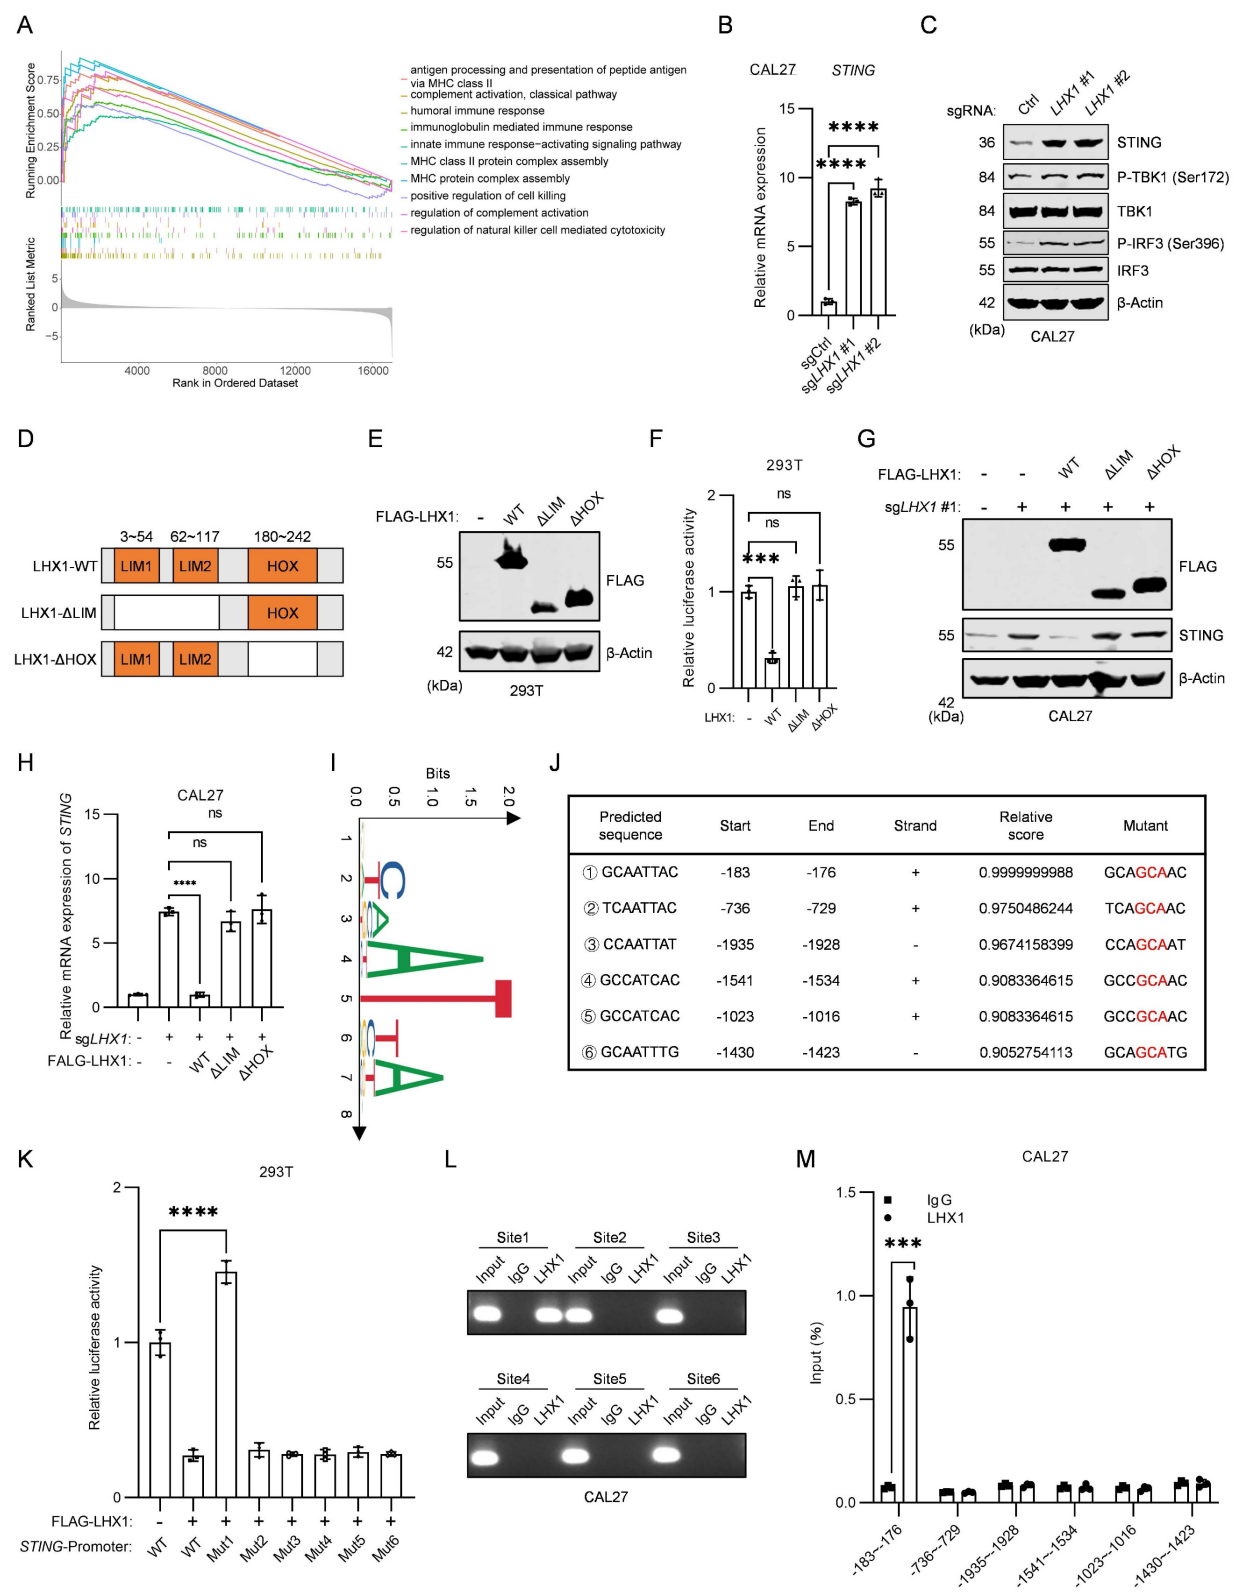 A
Running Enrichment Score
0.75
0.50
0.25
0.00
Ranked List Metric
5
0
−5
4000 8000 12000 16000
Rank in Ordered Dataset
antigen processing and presentation of peptide antigen
via MHC class II
complement activation, classical pathway
humoral immune response
immunoglobulin mediated immune response
innate immune response−activating signaling pathway
MHC class II protein complex assembly
MHC protein complex assembly
positive regulation of cell killing
regulation of complement activation
regulation of natural killer cell mediated cytotoxicity
B
CAL27 STING
Relative mRNA expression
15
10
5
0
****
****
sgCtrl
sgLHX1 #1
sgLHX1 #2
C
sgRNA: Ctrl LHX1 #1 LHX1 #2
36 STING
84 P-TBK1 (Ser172)
84 TBK1
55 P-IRF3 (Ser396)
55 IRF3
42 β-Actin
(kDa) CAL27
D
3~54 62~117 180~242
LHX1-WT LIM1 LIM2 HOX
LHX1-ΔLIM HOX
LHX1-ΔHOX LIM1 LIM2
E
FLAG-LHX1: - WT ΔLIM ΔHOX
55 FLAG
42 β-Actin
(kDa) 293T
F
293T
Relative luciferase activity
2
1
0
ns
ns
***
LHX1: - WT ΔLIM ΔHOX
G
FLAG-LHX1: - - WT ΔLIM ΔHOX
sgLHX1 #1: - + + + +
55 FLAG
55 STING
β-Actin
42
(kDa) CAL27
H
CAL27
Relative mRNA expression of STING
15
10
5
0
ns
ns
****
sgLHX1: - + + + +
FALG-LHX1: - - WT ΔLIM ΔHOX
I
Bits
0.0 0.5 1.0 1.5 2.0
1
2 T C
3 C A
4 A
5 T
6 C T
7 T A
8
J
Predicted sequence Start End Strand Relative score Mutant
① GCAATTAC -183 -176 + 0.9999999988 GCAGCAAC
② TCAATTAC -736 -729 + 0.9750486244 TCAGCAAC
③ CCAATTAT -1935 -1928 - 0.9674158399 CCAGCAAT
④ GCCATCAC -1541 -1534 + 0.9083364615 GCCGCAAC
⑤ GCCATCAC -1023 -1016 + 0.9083364615 GCCGCAAC
⑥ GCAATTTG -1430 -1423 - 0.9052754113 GCAGCATG
K
293T
Relative luciferase activity
2
1
0
****
FLAG-LHX1: - + + + + + + +
STING-Promoter: WT WT Mut1 Mut2 Mut3 Mut4 Mut5 Mut6
L
Site1 Site2 Site3
Input IgG LHX1 Input IgG LHX1 Input IgG LHX1
Site4 Site5 Site6
Input IgG LHX1 Input IgG LHX1 Input IgG LHX1
CAL27
M
CAL27
Input (%)
1.5
1.0
0.5
0.0
IgG
LHX1
***
-183~-176
-736~-729
-1935~-1928
-1541~-1534
-1023~-1016
-1430~-1423